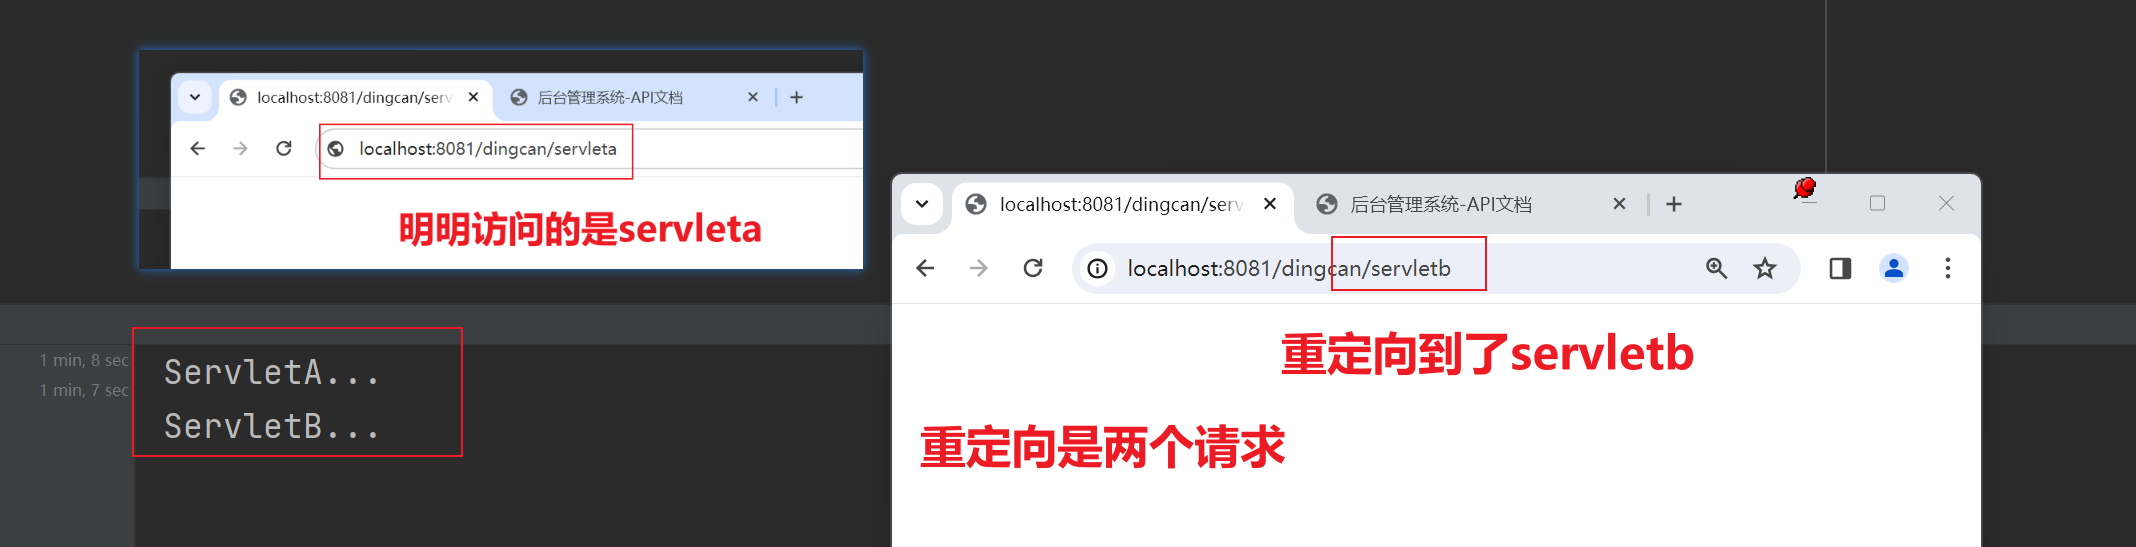 localhost:8081/dingcan/serv
后台管理系统-API文档
localhost:8081/dingcan/servleta
明明访问的是servleta
localhost:8081/dingcan/serv
后台管理系统-API文档
localhost:8081/dingcan/servletb
重定向到了servletb
重定向是两个请求
1 min, 8 sec
1 min, 7 sec
ServletA...
ServletB...